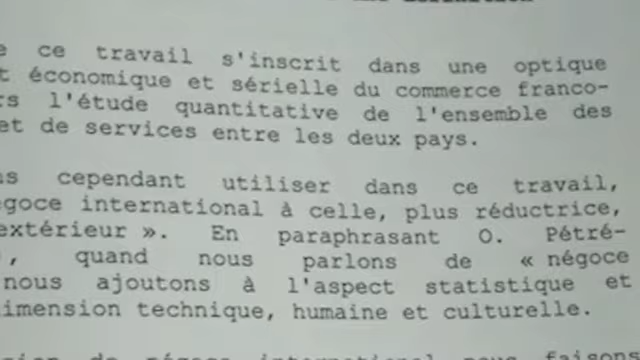 ce travail s'inscrit dans une optique
économique et sérielle du commerce franco-
l'étude quantitative de l'ensemble des
et de services entre les deux pays.
cependant utiliser dans ce travail,
égoce international à celle, plus réductrice,
extérieur ». En paraphrasant O. Pétré-
, quand nous parlons de « négoce
nous ajoutons à l'aspect statistique et
imension technique, humaine et culturelle.